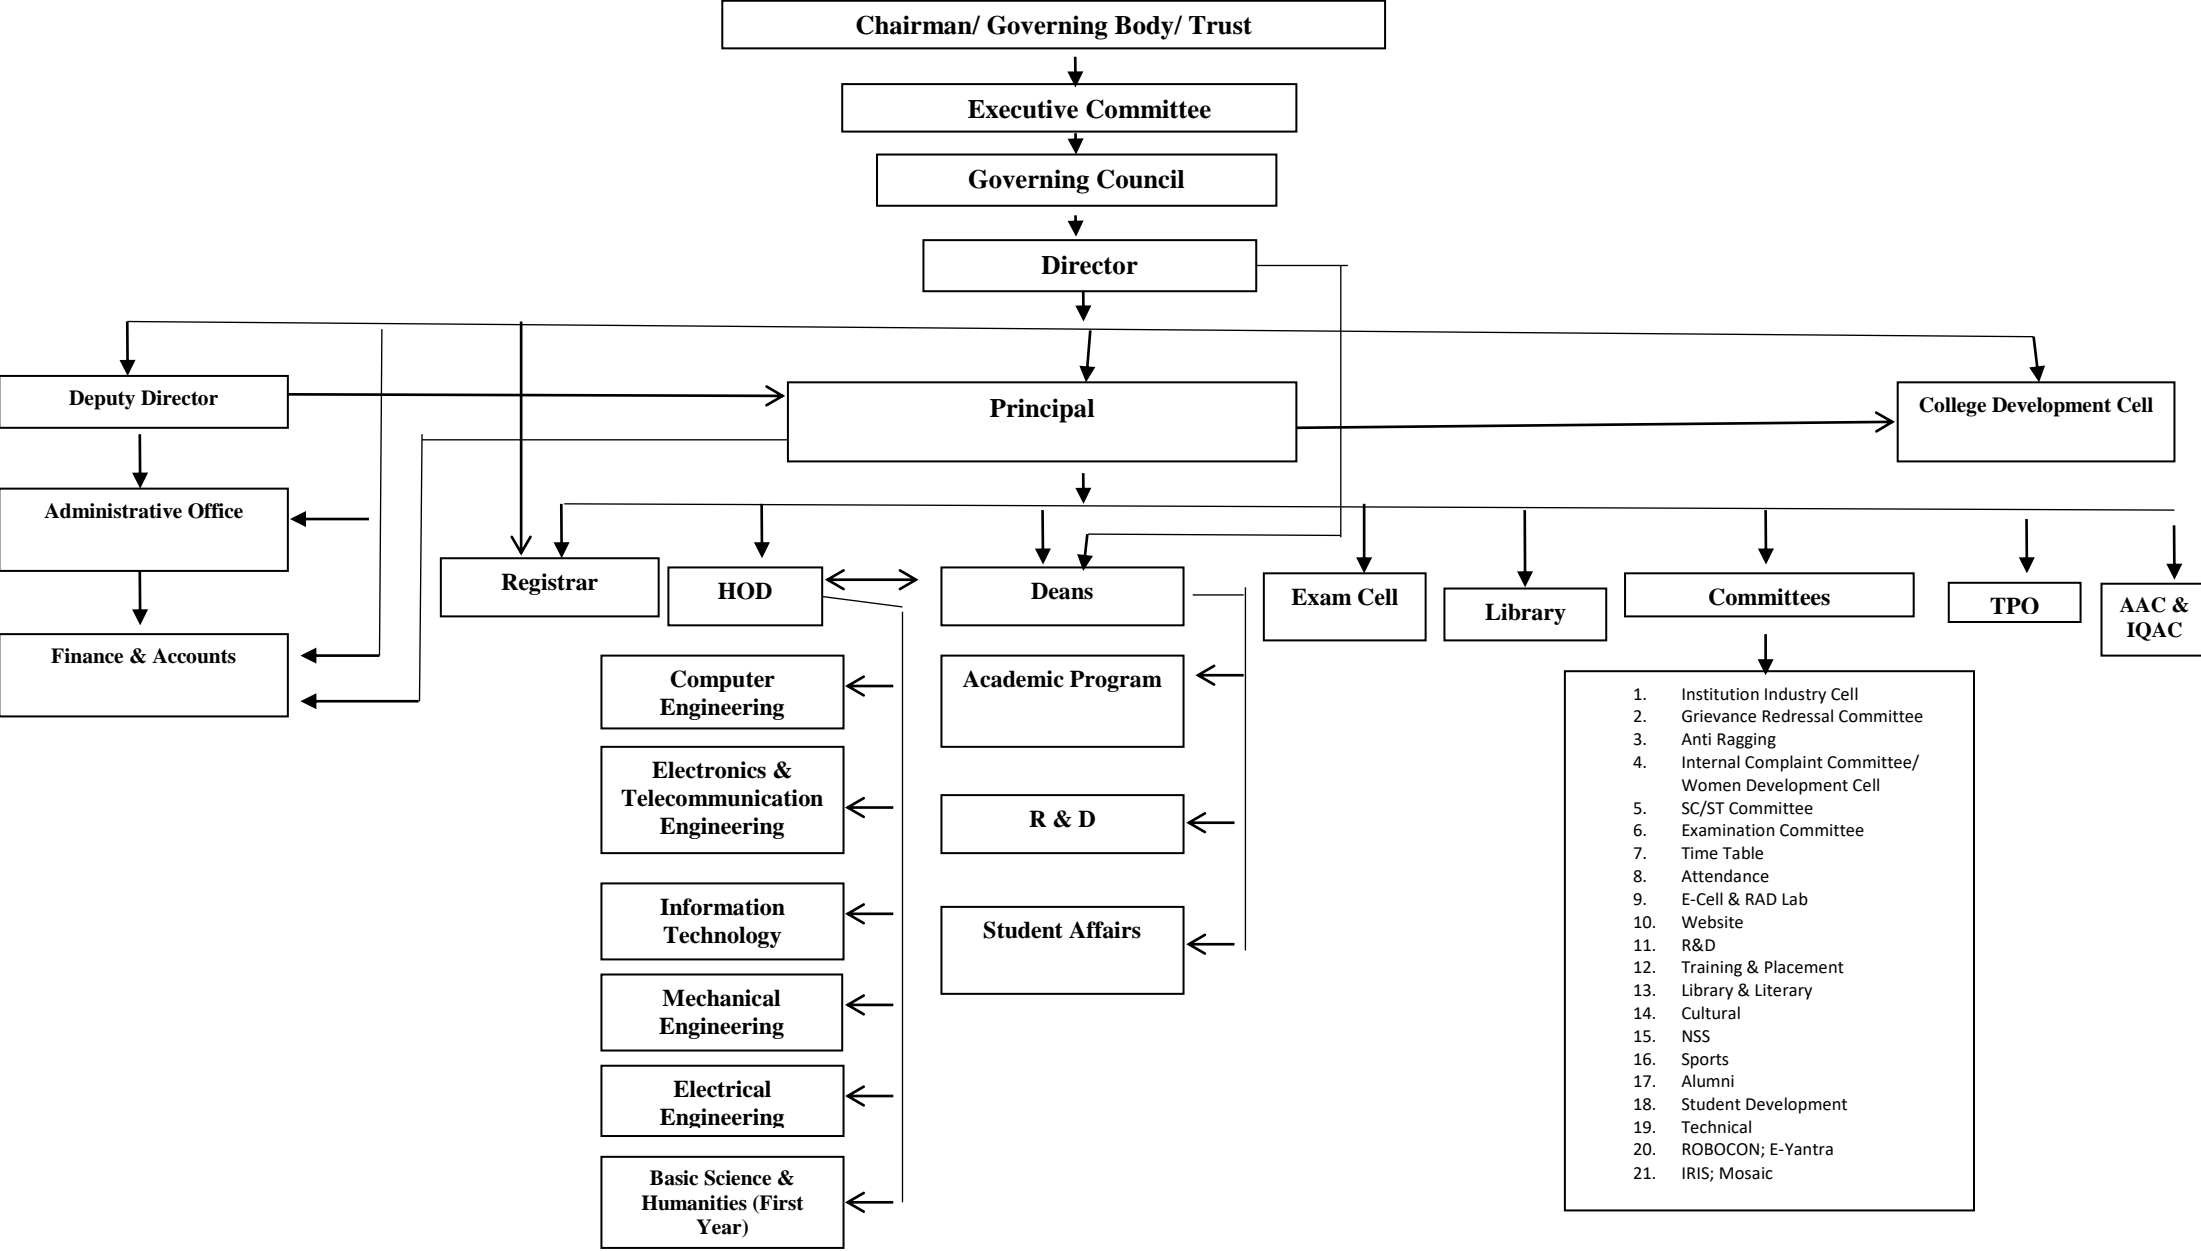 Chairman/ Governing Body/ Trust
Executive Committee
Governing Council
Director
Deputy Director
Principal
College Development Cell
Administrative Office
Finance & Accounts
Registrar
HOD
Deans
Exam Cell
Library
Committees
TPO
AAC &
IQAC
Computer
Engineering
Electronics &
Telecommunication
Engineering
Information
Technology
Mechanical
Engineering
Electrical
Engineering
Basic Science &
Humanities (First
Year)
Academic Program
R & D
Student Affairs
1. Institution Industry Cell
2. Grievance Redressal Committee
3. Anti Ragging
4. Internal Complaint Committee/
Women Development Cell
5. SC/ST Committee
6. Examination Committee
7. Time Table
8. Attendance
9. E-Cell & RAD Lab
10. Website
11. R&D
12. Training & Placement
13. Library & Literary
14. Cultural
15. NSS
16. Sports
17. Alumni
18. Student Development
19. Technical
20. ROBOCON; E-Yantra
21. IRIS; Mosaic